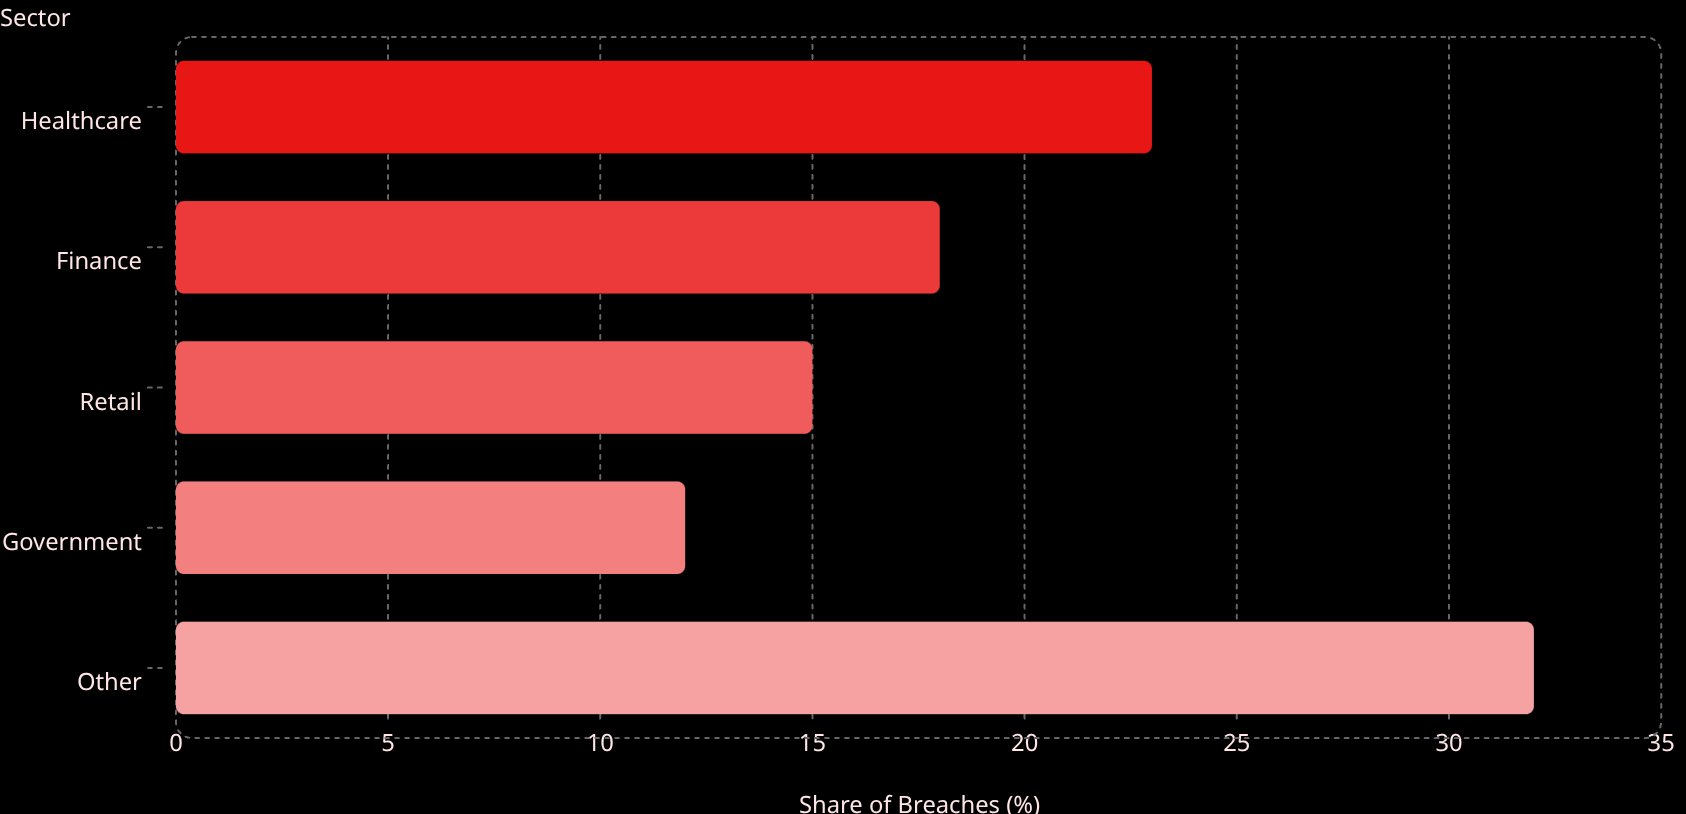 Sector
Healthcare
Finance
Retail
Government
Other
0 5 10 15 20 25 30 35
Share of Breaches (%)